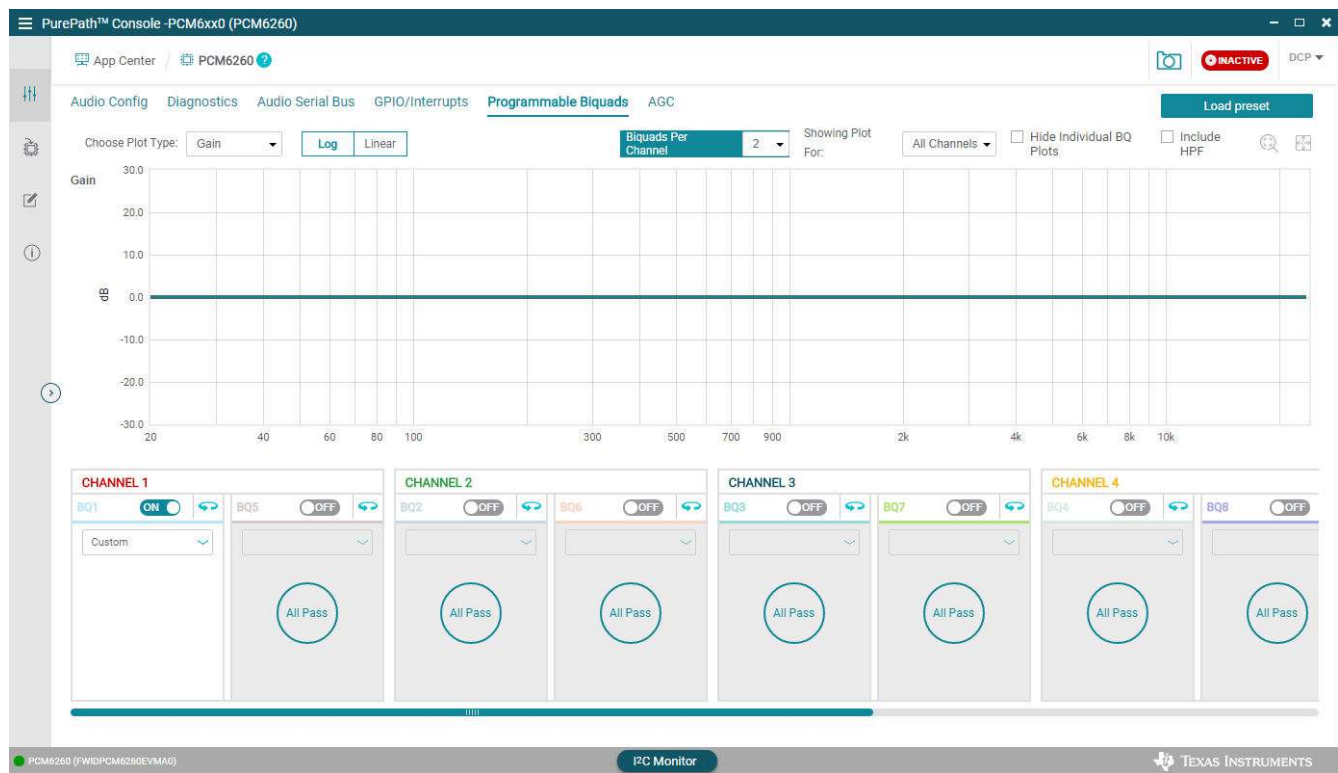 PurePath™ Console -PCM6xx0 (PCM6260)
App Center / PCM6260 ?
INACTIVE
DCP
Audio Config Diagnostics Audio Serial Bus GPIO/Interrupts Programmable Biquads AGC
Load preset
Choose Plot Type: Gain Log Linear
Biquads Per
Channel
2
Showing Plot
For:
All Channels
Hide Individual BQ
Plots
Include
HPF
Gain
30.0
20.0
10.0
dB
0.0
-10.0
-20.0
-30.0
20 40 60 80 100 300 500 700 900 2k 4k 6k 8k 10k
CHANNEL 1 CHANNEL 2 CHANNEL 3 CHANNEL 4
BQ1 ON BQ5 OFF BQ2 OFF BQ6 OFF BQ3 OFF BQ7 OFF BQ4 OFF BQ8 OFF
Custom
All Pass All Pass All Pass All Pass All Pass All Pass All Pass
PCM6260 (FWIDPCM6260EVMA0)
I²C Monitor
TEXAS INSTRUMENTS